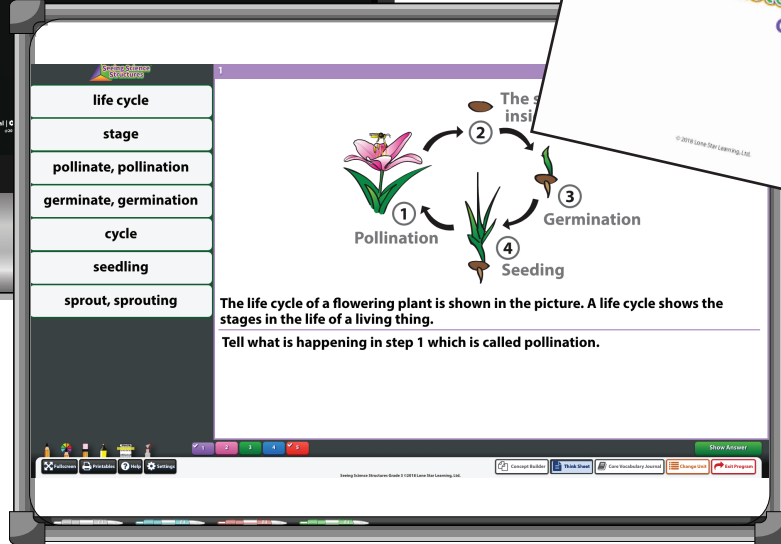 © 2018 Lone Star Learning, Ltd.
Seeing Science
Structures
life cycle
stage
pollinate, pollination
germinate, germination
cycle
seedling
sprout, sprouting
1
The
insi
2
3
Germination
1
Pollination
4
Seeding
The life cycle of a flowering plant is shown in the picture. A life cycle shows the
stages in the life of a living thing.
Tell what is happening in step 1 which is called pollination.
1 2 3 4 5
Show Answer
Fullscreen Printables Help Settings
Concept Builder Think Sheet Core Vocabulary Journal Change Unit Exit Program
Seeing Science Structures Grade 5 ©2018 Lone Star Learning, Ltd.